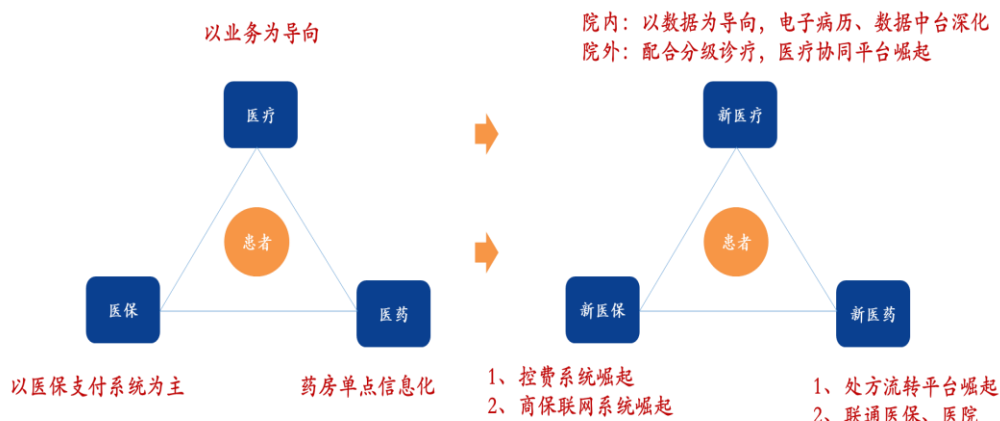 以业务为导向
院内：以数据为导向，电子病历、数据中台深化
院外：配合分级诊疗，医疗协同平台崛起
医疗
新医疗
患者
患者
医保
医药
新医保
新医药
以医保支付系统为主
药房单点信息化
1、控费系统崛起
2、商保联网系统崛起
1、处方流转平台崛起
2、联通医保、医院